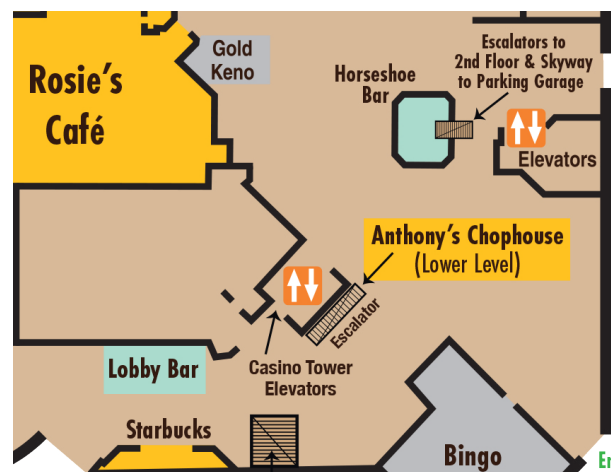 Gold
Keno
Rosie's
Café
Horseshoe
Bar
Escalators to
2nd Floor & Skyway
to Parking Garage
Elevators
Anthony's Chophouse
(Lower Level)
Escalator
Casino Tower
Elevators
Lobby Bar
Starbucks
Bingo